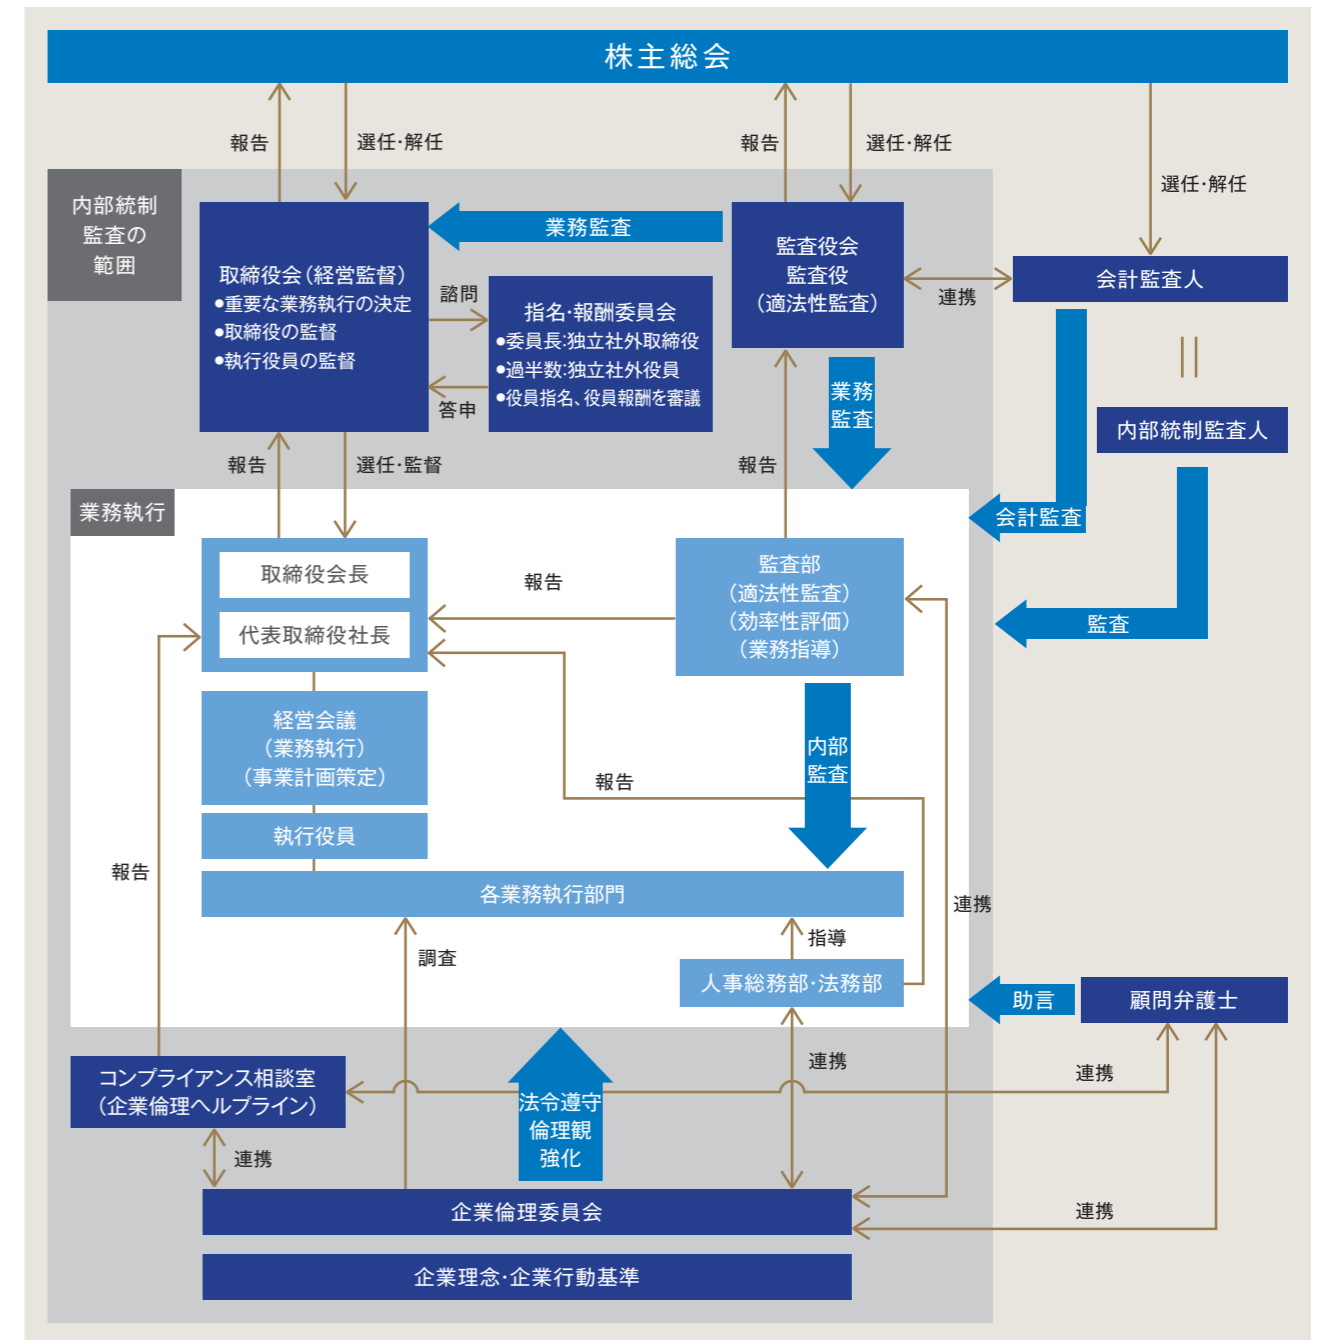 株主総会
報告
選任・解任
報告
選任・解任
選任・解任
内部統制
監査の
範囲
取締役会（経営監督）
●重要な業務執行の決定
●取締役の監督
●執行役員の監督
業務監査
諮問
答申
指名・報酬委員会
●委員長：独立社外取締役
●過半数：独立社外役員
●役員指名、役員報酬を審議
監査役会
監査役
（適法性監査）
連携
会計監査人
内部統制監査人
業務
監査
報告
選任・監督
報告
会計監査
監査
業務執行
取締役会長
代表取締役社長
報告
監査部
（適法性監査）
（効率性評価）
（業務指導）
経営会議
（業務執行）
（事業計画策定）
執行役員
報告
内部
監査
報告
各業務執行部門
連携
調査
指導
人事総務部・法務部
助言
顧問弁護士
コンプライアンス相談室
（企業倫理ヘルプライン）
法令遵守
倫理観
強化
連携
連携
連携
連携
企業倫理委員会
企業理念・企業行動基準